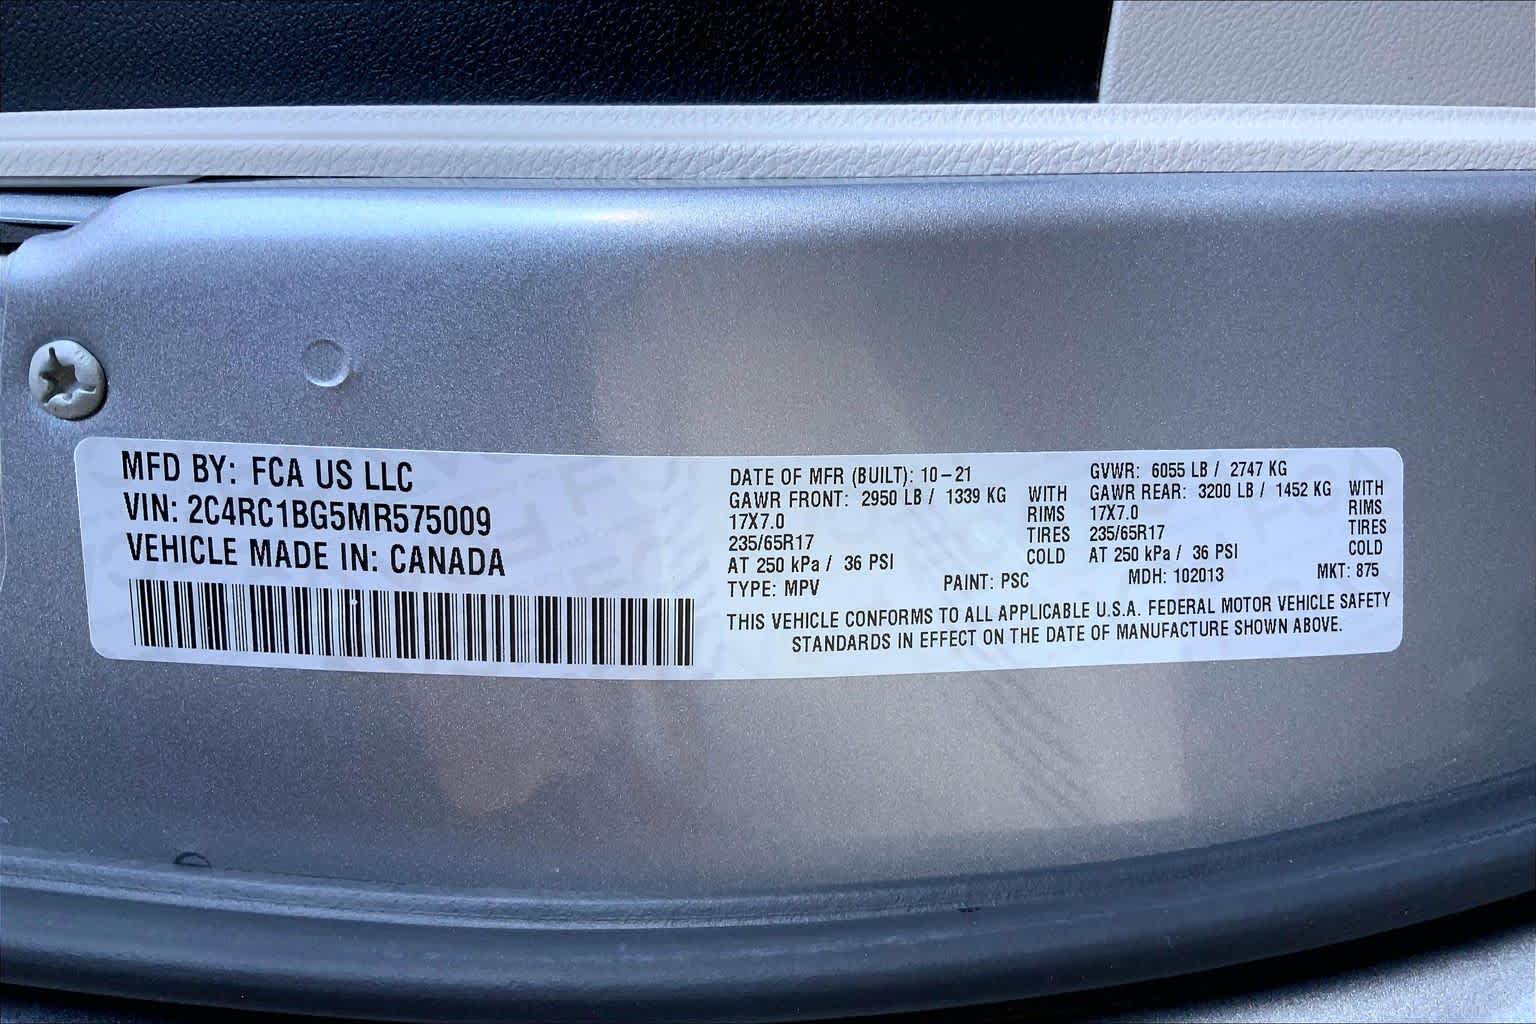 MFD BY: FCA US LLC
VIN: 2C4RC1BG5MR575009
VEHICLE MADE IN: CANADA
DATE OF MFR (BUILT): 10-21 GVWR: 6055 LB / 2747 KG
GAWR FRONT: 2950 LB / 1339 KG WITH GAWR REAR: 3200 LB / 1452 KG WITH
17X7.0 RIMS 17X7.0 RIMS
235/65R17 TIRES 235/65R17 TIRES
AT 250 kPa / 36 PSI COLD AT 250 kPa / 36 PSI COLD
TYPE: MPV PAINT: PSC MDH: 102013 MKT: 875
THIS VEHICLE CONFORMS TO ALL APPLICABLE U.S.A. FEDERAL MOTOR VEHICLE SAFETY
STANDARDS IN EFFECT ON THE DATE OF MANUFACTURE SHOWN ABOVE.